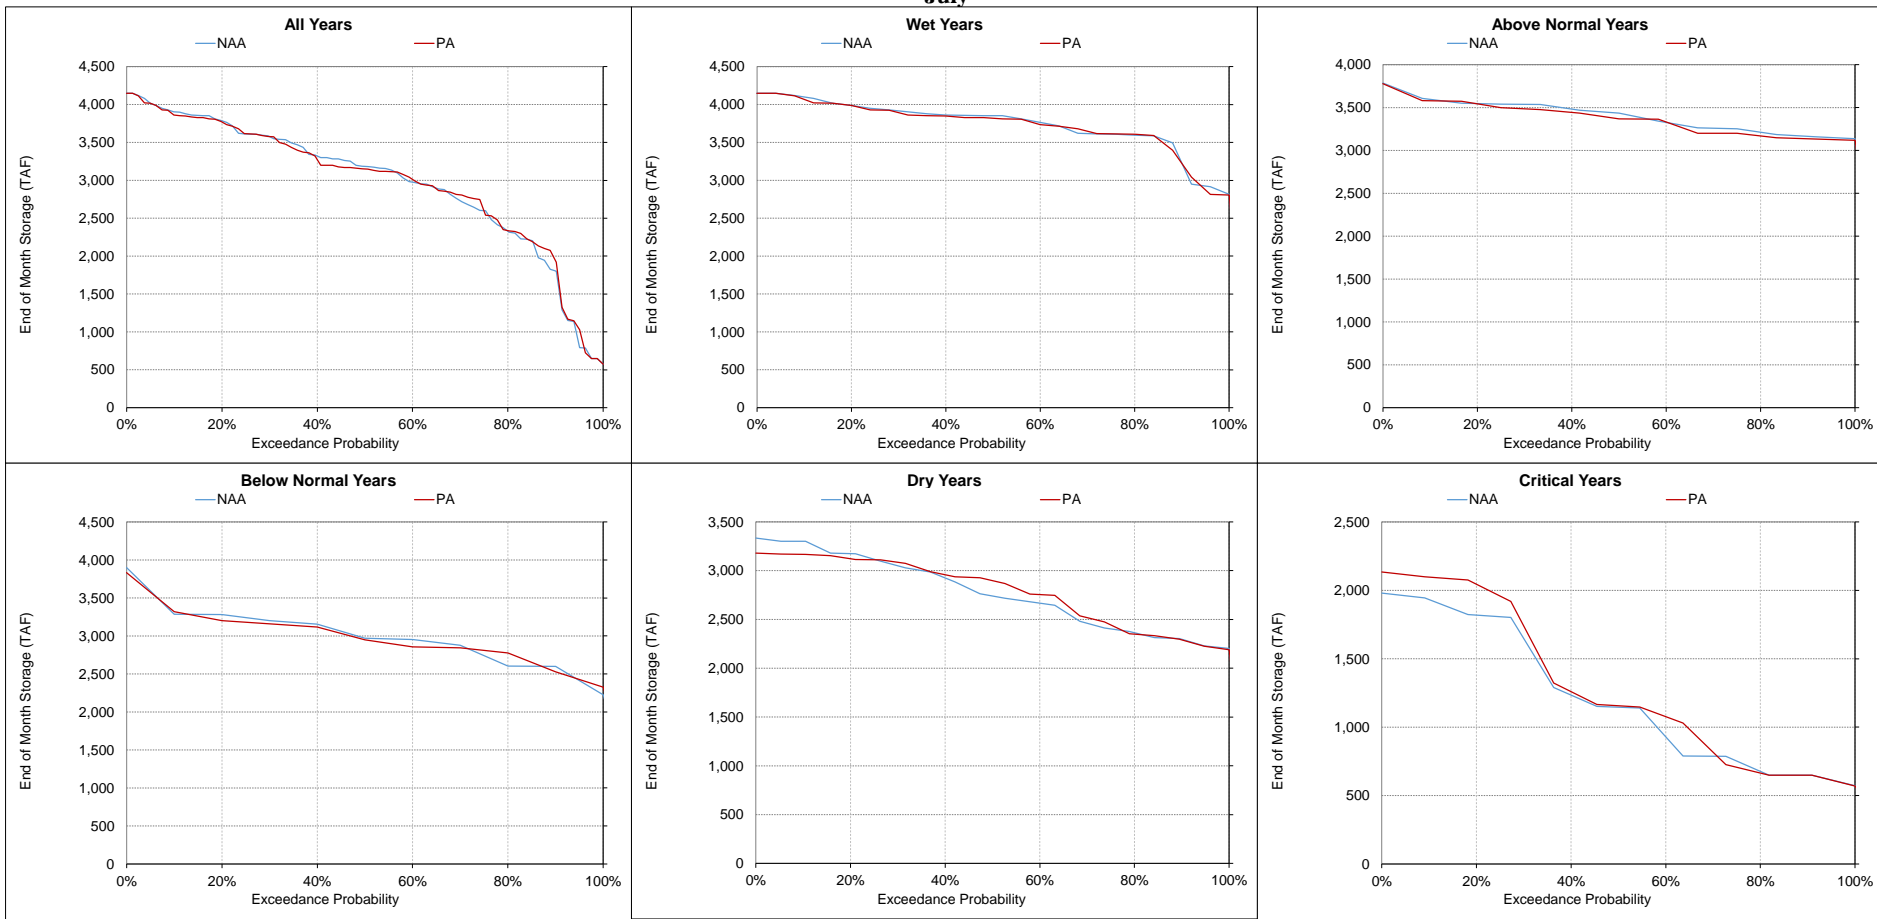 July
All Years
NAA PA
4,500
4,000
3,500
3,000
2,500
2,000
1,500
1,000
500
0
End of Month Storage (TAF)
0% 20% 40% 60% 80% 100%
Exceedance Probability
Wet Years
NAA PA
4,500
4,000
3,500
3,000
2,500
2,000
1,500
1,000
500
0
End of Month Storage (TAF)
0% 20% 40% 60% 80% 100%
Exceedance Probability
Above Normal Years
NAA PA
4,000
3,500
3,000
2,500
2,000
1,500
1,000
500
0
End of Month Storage (TAF)
0% 20% 40% 60% 80% 100%
Exceedance Probability
Below Normal Years
NAA PA
4,500
4,000
3,500
3,000
2,500
2,000
1,500
1,000
500
0
End of Month Storage (TAF)
0% 20% 40% 60% 80% 100%
Exceedance Probability
Dry Years
NAA PA
3,500
3,000
2,500
2,000
1,500
1,000
500
0
End of Month Storage (TAF)
0% 20% 40% 60% 80% 100%
Exceedance Probability
Critical Years
NAA PA
2,500
2,000
1,500
1,000
500
0
End of Month Storage (TAF)
0% 20% 40% 60% 80% 100%
Exceedance Probability